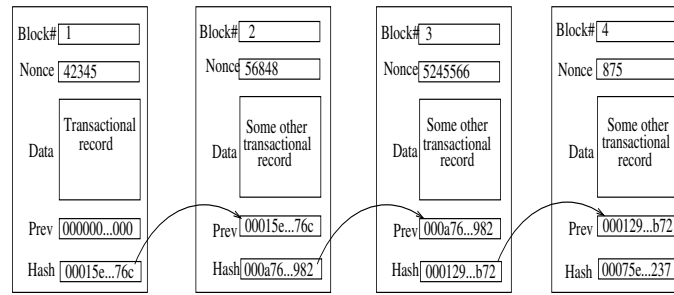 Block# 1
Nonce 42345
Data
Transactional
record
Prev 000000...000
Hash 00015e...76c
Block# 2
Nonce 56848
Data
Some other
transactional
record
Prev 00015e...76c
Hash 000a76...982
Block# 3
Nonce 5245566
Data
Some other
transactional
record
Prev 000a76...982
Hash 000129...b72
Block# 4
Nonce 875
Data
Some other
transactional
record
Prev 000129...b72
Hash 00075e...237